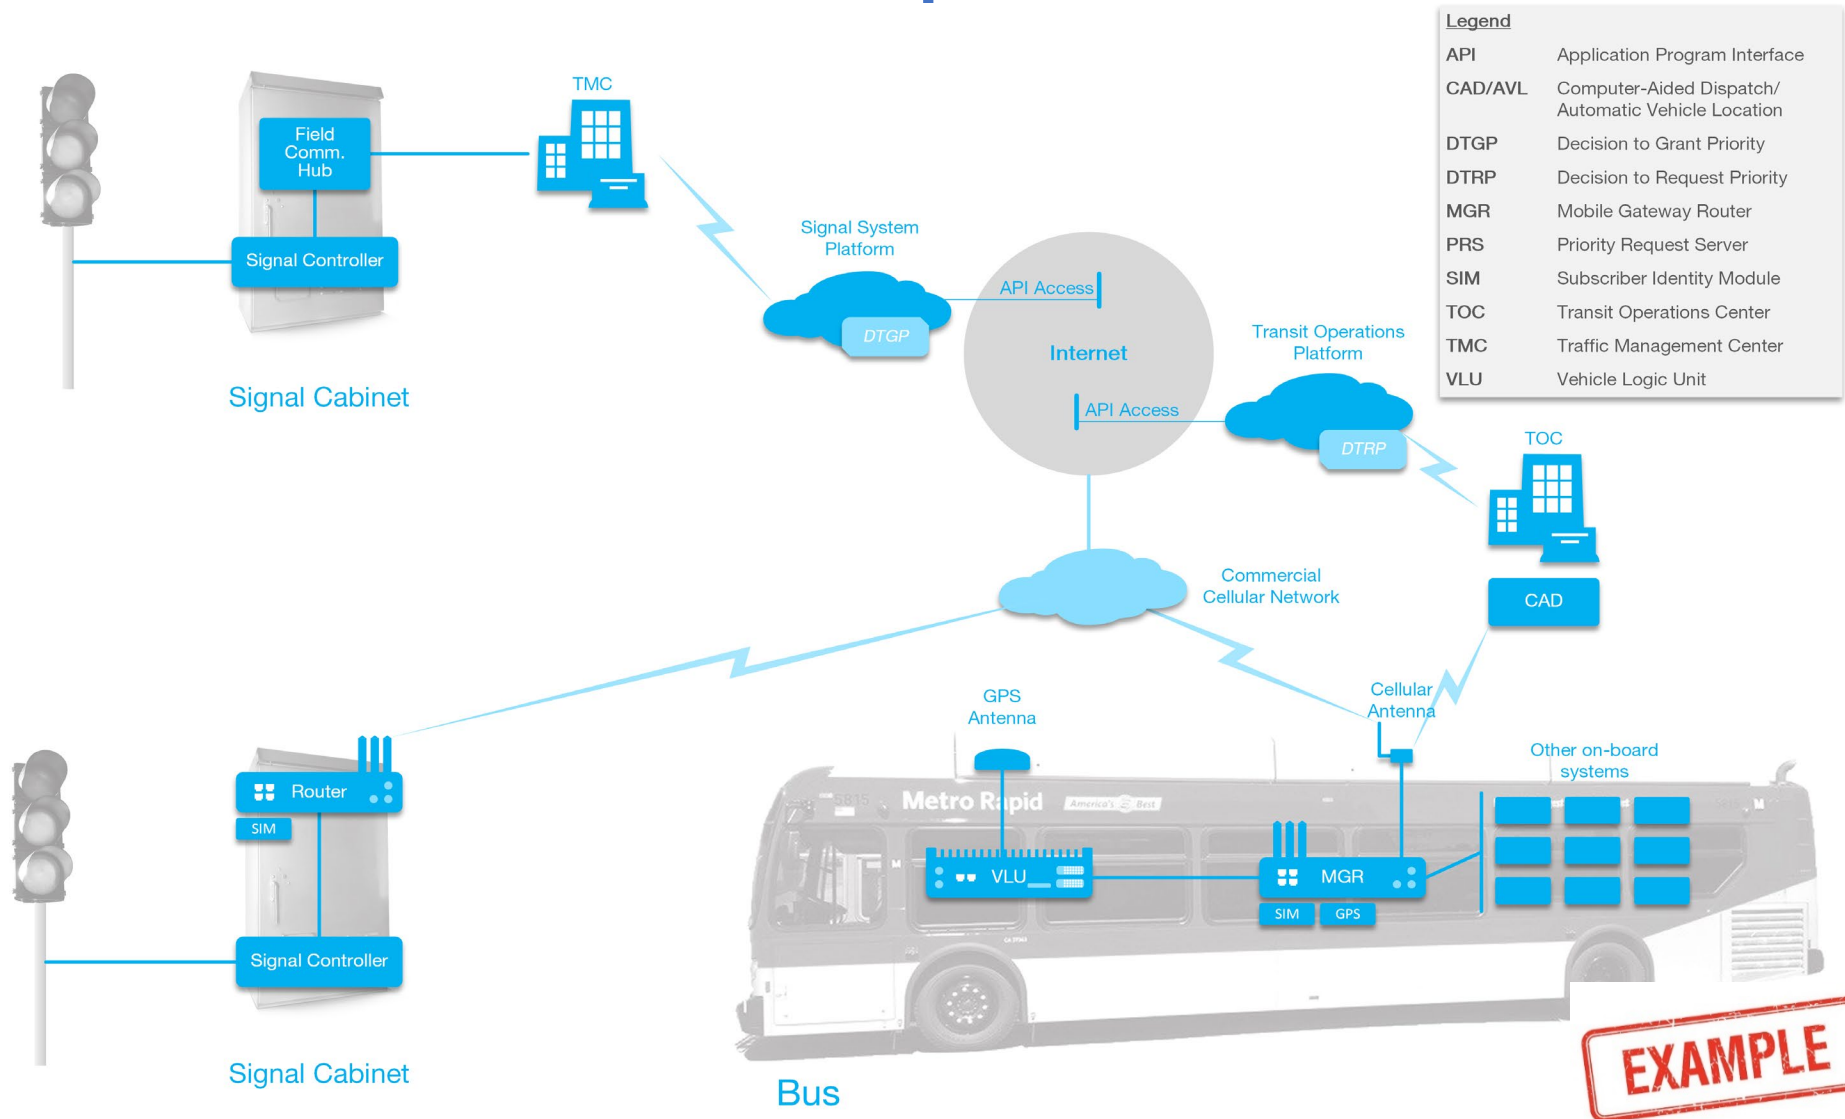 Legend
API Application Program Interface
CAD/AVL Computer-Aided Dispatch/
Automatic Vehicle Location
DTGP Decision to Grant Priority
DTRP Decision to Request Priority
MGR Mobile Gateway Router
PRS Priority Request Server
SIM Subscriber Identity Module
TOC Transit Operations Center
TMC Traffic Management Center
VLU Vehicle Logic Unit
TMC
Field
Comm.
Hub
Signal Controller
Signal Cabinet
Signal System
Platform
DTGP
API Access
Internet
API Access
Transit Operations
Platform
DTRP
TOC
CAD
Commercial
Cellular Network
Router
SIM
Signal Controller
Signal Cabinet
GPS
Antenna
Cellular
Antenna
Other on-board
systems
5815
Metro Rapid
America's Best
M
M
VLU
MGR
SIM
GPS
Bus
EXAMPLE